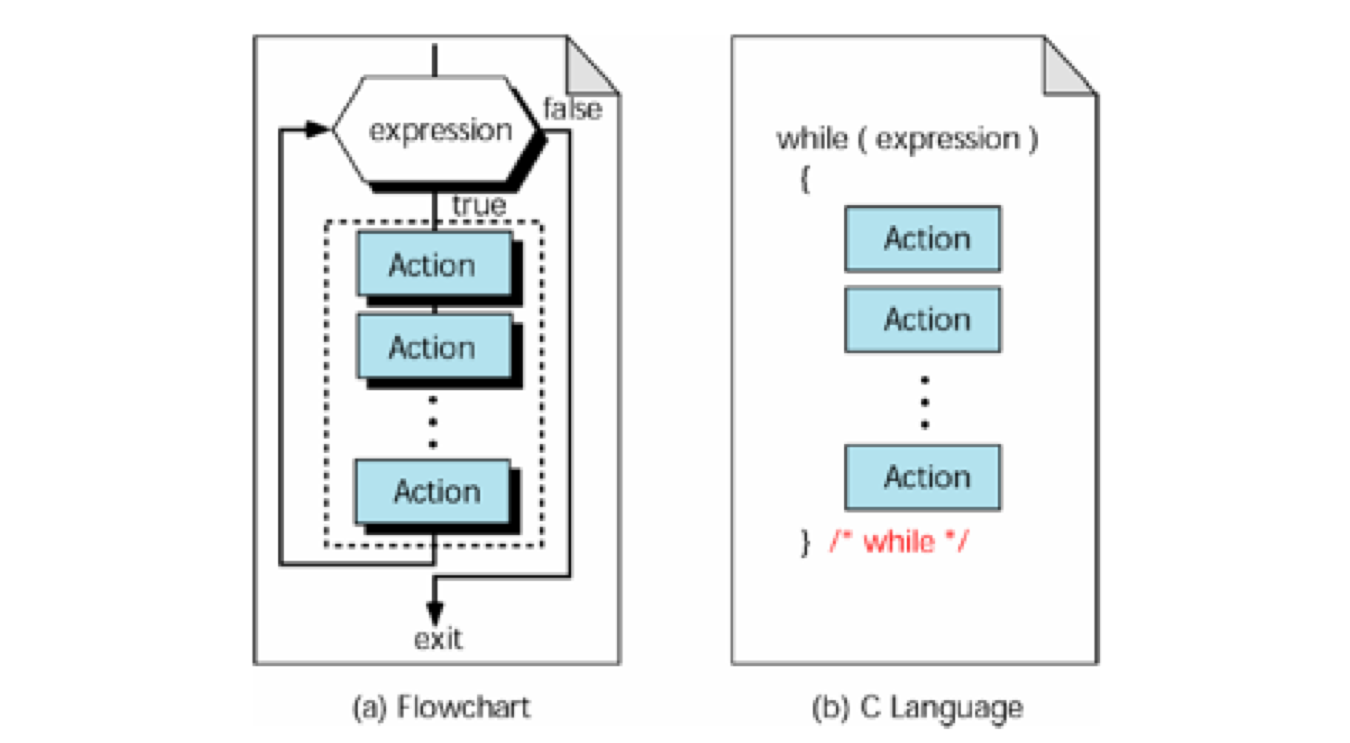 false
expression
true
Action
Action
Action
exit
(a) Flowchart
while ( expression )
{
Action
Action
Action
} /* while */
(b) C Language